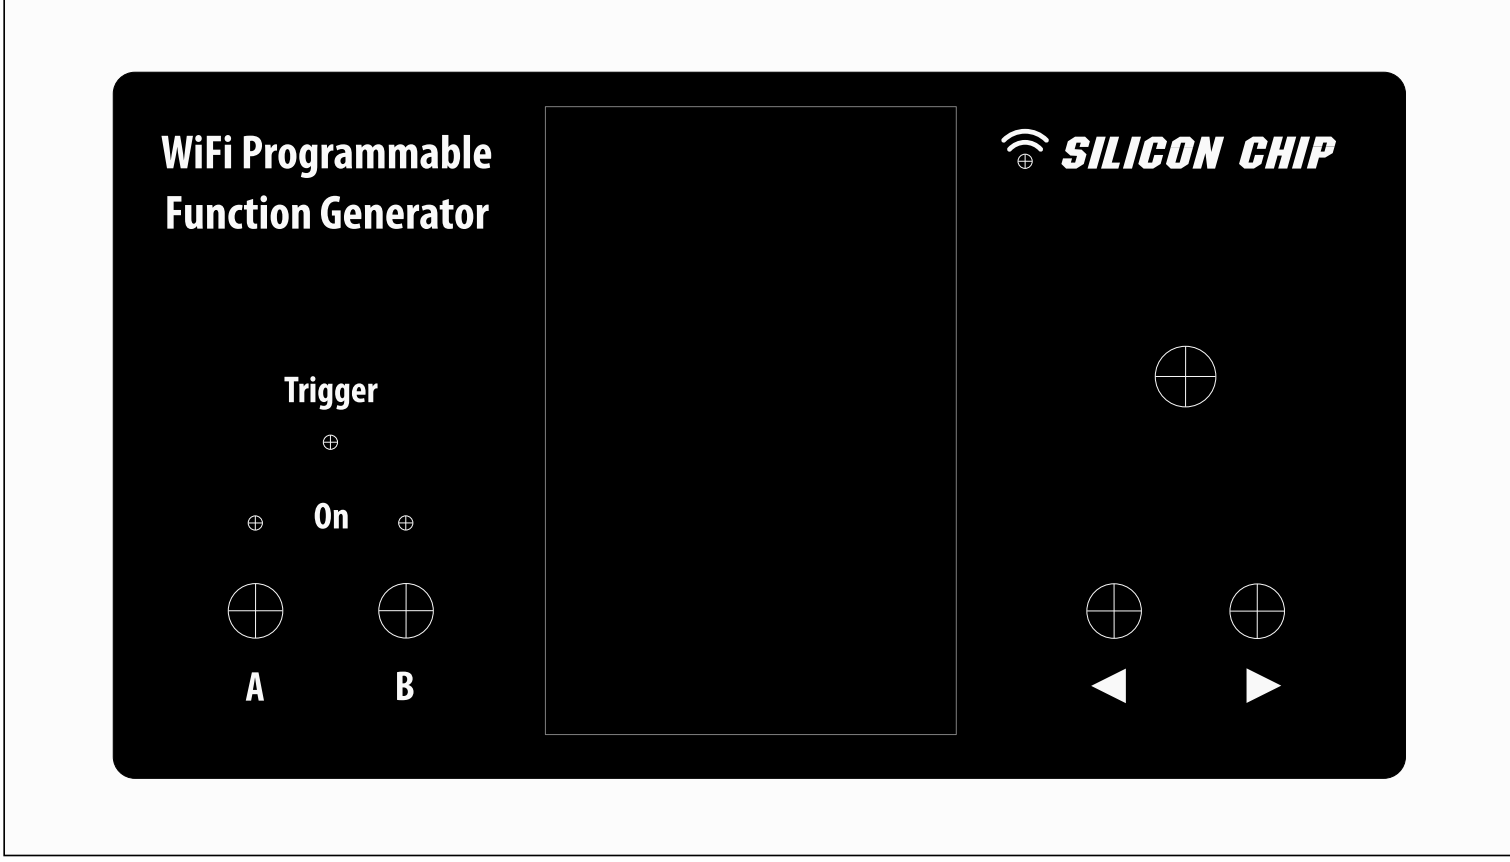 WiFi Programmable
Function Generator
SILICON CHIP
Trigger
On
A
B